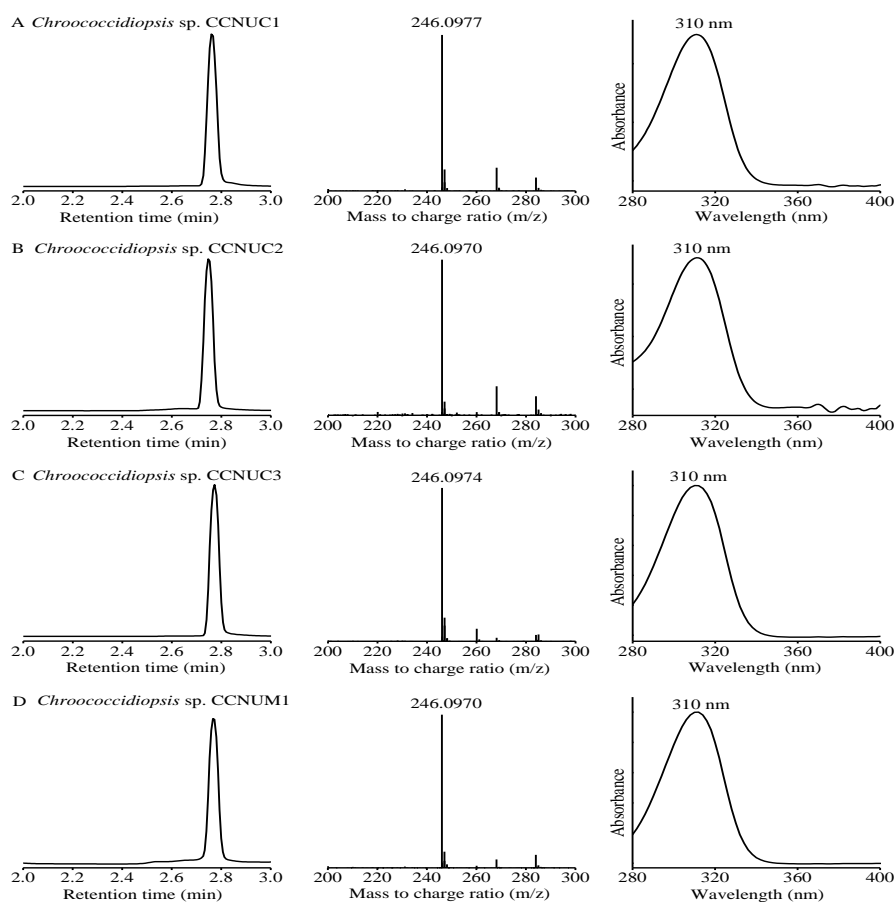 A Chroococcidiopsis sp. CCNUC1
246.0977
310 nm
Absorbance
2.0 2.2 2.4 2.6 2.8 3.0
Retention time (min)
200 220 240 260 280 300
Mass to charge ratio (m/z)
280 320 360 400
Wavelength (nm)
B Chroococcidiopsis sp. CCNUC2
246.0970
310 nm
Absorbance
2.0 2.2 2.4 2.6 2.8 3.0
Retention time (min)
200 220 240 260 280 300
Mass to charge ratio (m/z)
280 320 360 400
Wavelength (nm)
C Chroococcidiopsis sp. CCNUC3
246.0974
310 nm
Absorbance
2.0 2.2 2.4 2.6 2.8 3.0
Retention time (min)
200 220 240 260 280 300
Mass to charge ratio (m/z)
280 320 360 400
Wavelength (nm)
D Chroococcidiopsis sp. CCNUM1
246.0970
310 nm
Absorbance
2.0 2.2 2.4 2.6 2.8 3.0
Retention time (min)
200 220 240 260 280 300
Mass to charge ratio (m/z)
280 320 360 400
Wavelength (nm)